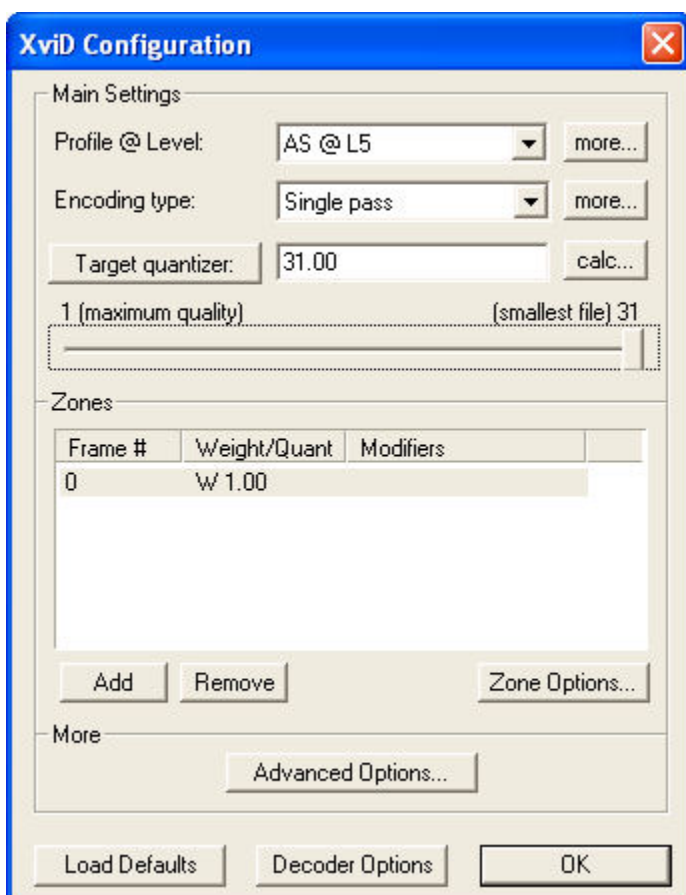 XviD Configuration
Main Settings
Profile @ Level: AS @ L5 more...
Encoding type: Single pass more...
Target quantizer: 31.00 calc...
1 (maximum quality) (smallest file) 31
Zones
Frame # Weight/Quant Modifiers
0 W 1.00
Add Remove Zone Options...
More
Advanced Options...
Load Defaults Decoder Options OK